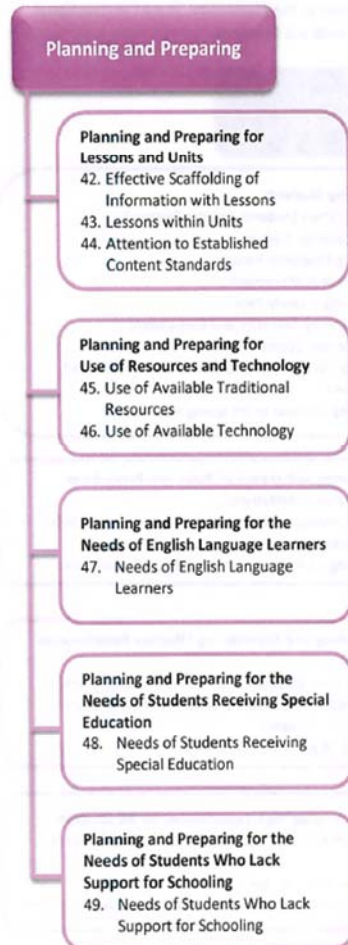 Planning and Preparing
Planning and Preparing for
Lessons and Units
42. Effective Scaffolding of
Information with Lessons
43. Lessons within Units
44. Attention to Established
Content Standards
Planning and Preparing for
Use of Resources and Technology
45. Use of Available Traditional
Resources
46. Use of Available Technology
Planning and Preparing for the
Needs of English Language Learners
47. Needs of English Language
Learners
Planning and Preparing for the
Needs of Students Receiving Special
Education
48. Needs of Students Receiving
Special Education
Planning and Preparing for the
Needs of Students Who Lack
Support for Schooling
49. Needs of Students Who Lack
Support for Schooling